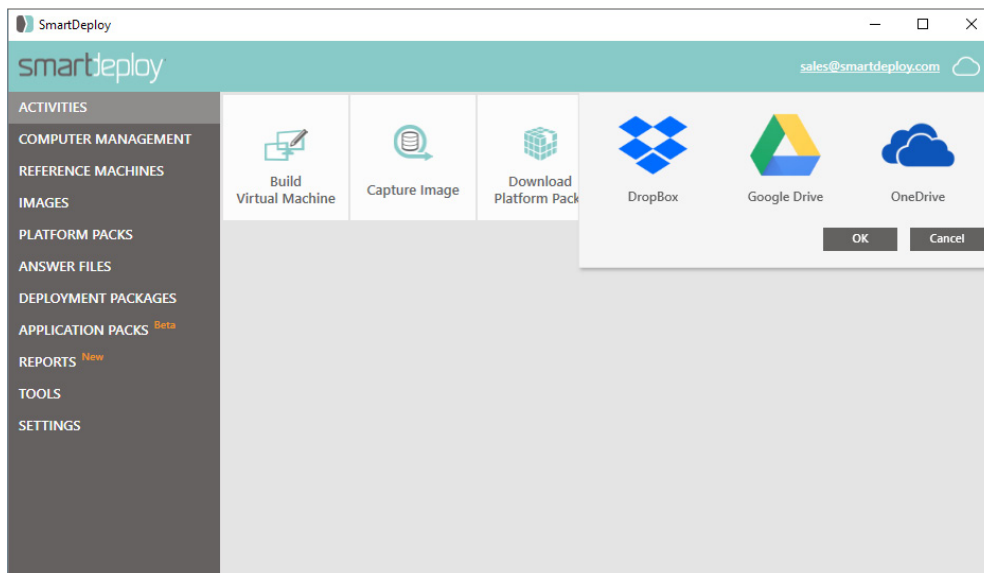 SmartDeploy
smartdeploy
sales@smartdeploy.com
ACTIVITIES
COMPUTER MANAGEMENT
REFERENCE MACHINES
IMAGES
PLATFORM PACKS
ANSWER FILES
DEPLOYMENT PACKAGES
APPLICATION PACKS Beta
REPORTS New
TOOLS
SETTINGS
Build
Virtual Machine
Capture Image
Download
Platform Pack
DropBox
Google Drive
OneDrive
OK
Cancel